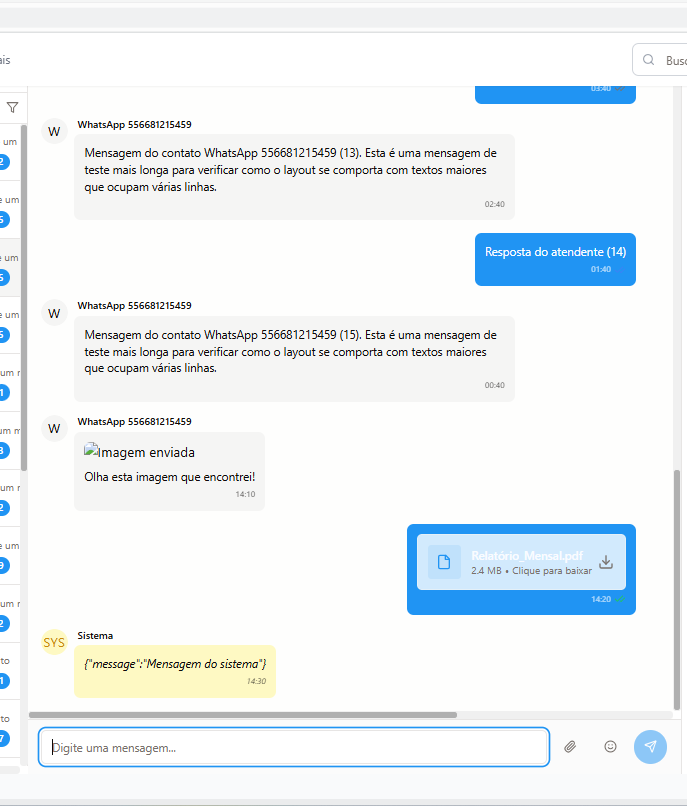 ais
Busc
um
2
e um
5
e um
5
e um
5
um r
1
um m
3
um r
2
e um
9
um r
2
to
1
to
7
03:40
W
WhatsApp 556681215459
Mensagem do contato WhatsApp 556681215459 (13). Esta é uma mensagem de
teste mais longa para verificar como o layout se comporta com textos maiores
que ocupam várias linhas.
02:40
Resposta do atendente (14)
01:40
W
WhatsApp 556681215459
Mensagem do contato WhatsApp 556681215459 (15). Esta é uma mensagem de
teste mais longa para verificar como o layout se comporta com textos maiores
que ocupam várias linhas.
00:40
W
WhatsApp 556681215459
Imagem enviada
Olha esta imagem que encontrei!
14:10
Relatório_Mensal.pdf
2.4 MB • Clique para baixar
14:20
SYS
Sistema
{"message":"Mensagem do sistema"}
14:30
Digite uma mensagem...